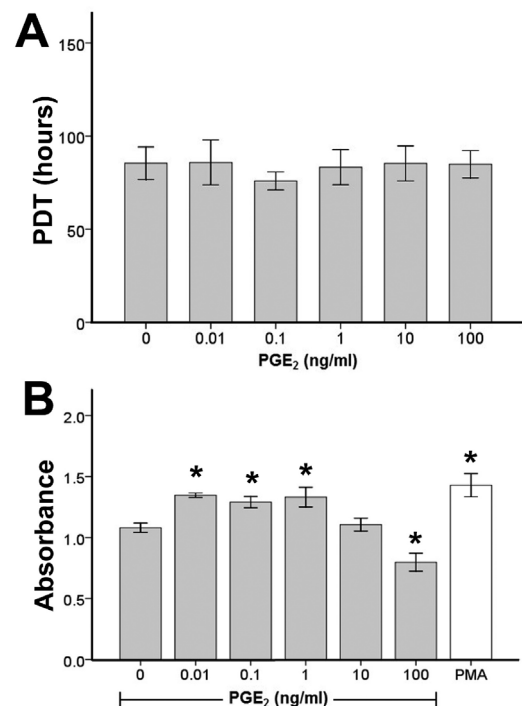 A
PDT (hours)
150
100
50
0
0 0.01 0.1 1 10 100
PGE₂ (ng/ml)
B
Absorbance
2.0
1.5
1.0
0.5
0.0
* * * * *
0 0.01 0.1 1 10 100 PMA
PGE₂ (ng/ml)